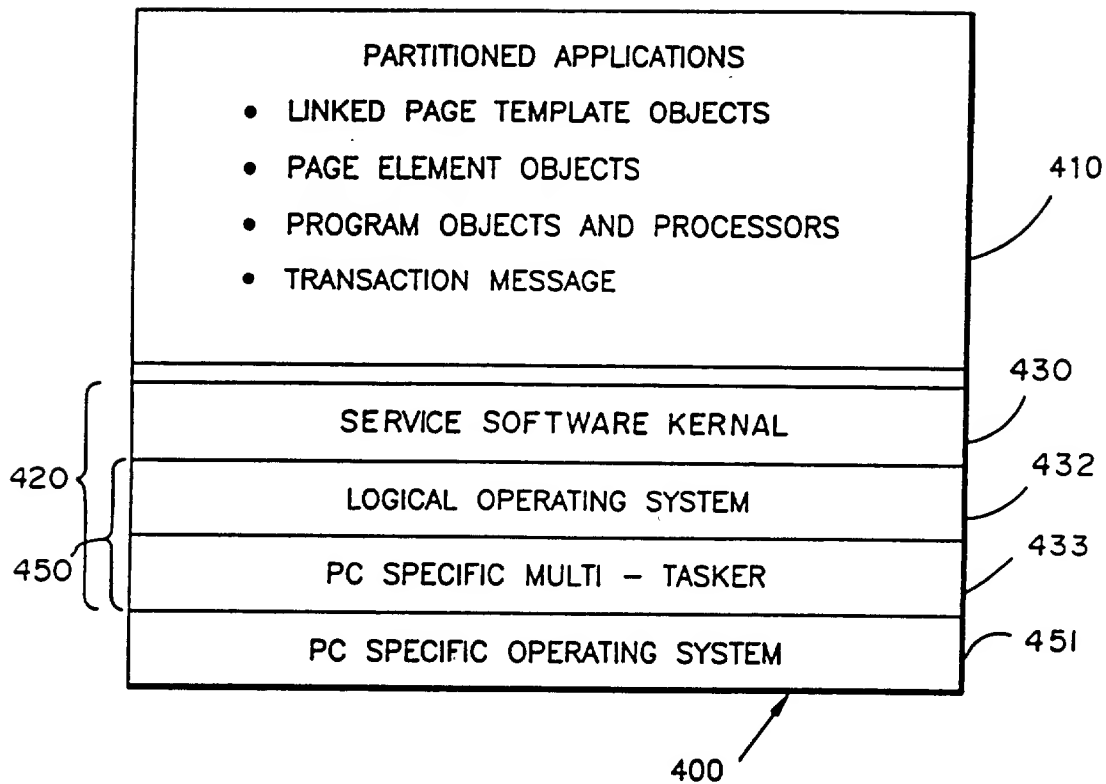 PARTITIONED APPLICATIONS
• LINKED PAGE TEMPLATE OBJECTS
• PAGE ELEMENT OBJECTS
• PROGRAM OBJECTS AND PROCESSORS
• TRANSACTION MESSAGE
410
430
SERVICE SOFTWARE KERNAL
420
432
LOGICAL OPERATING SYSTEM
450
433
PC SPECIFIC MULTI – TASKER
451
PC SPECIFIC OPERATING SYSTEM
400